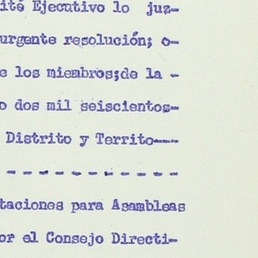 ité Ejecutivo lo juz-
urgente resolución; o-
e los miembros;de la -
o dos mil seiscientos-
Distrito y Territo---
- - - - - - - - - - - -
taciones para Asambleas
or el Consejo Directi-